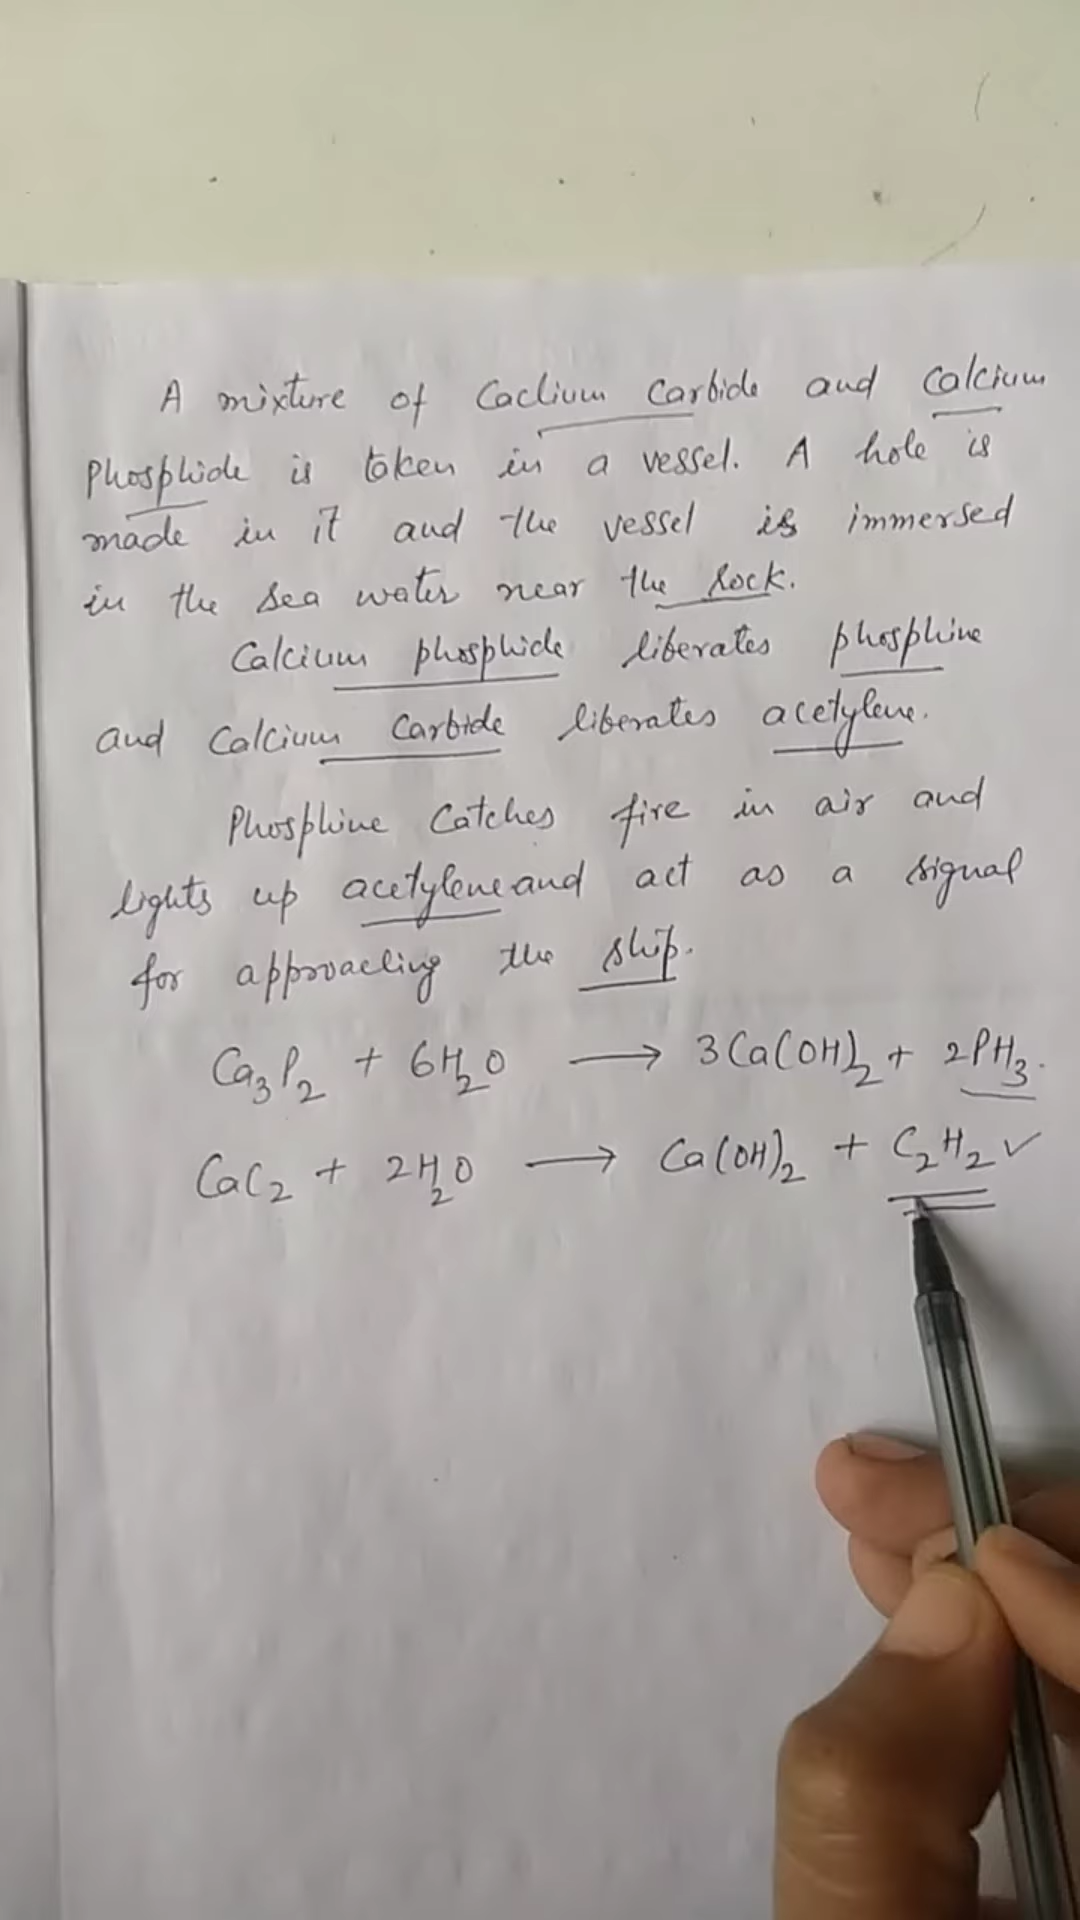 A mixture of Caclium Carbide and Calcium
Phosphide is taken in a vessel. A hole is
made in it and the vessel is immersed
in the sea water near the Rock.
Calcium phosphide liberates phosphine
and Calcium Carbide liberates acetylene.
Phosphine Catches fire in air and
lights up acetylene and act as a signal
for approacling the ship.
Ca₃P₂ + 6H₂O ⟶ 3Ca(OH)₂ + 2PH₃.
CaC₂ + 2H₂O ⟶ Ca(OH)₂ + C₂H₂ ✓